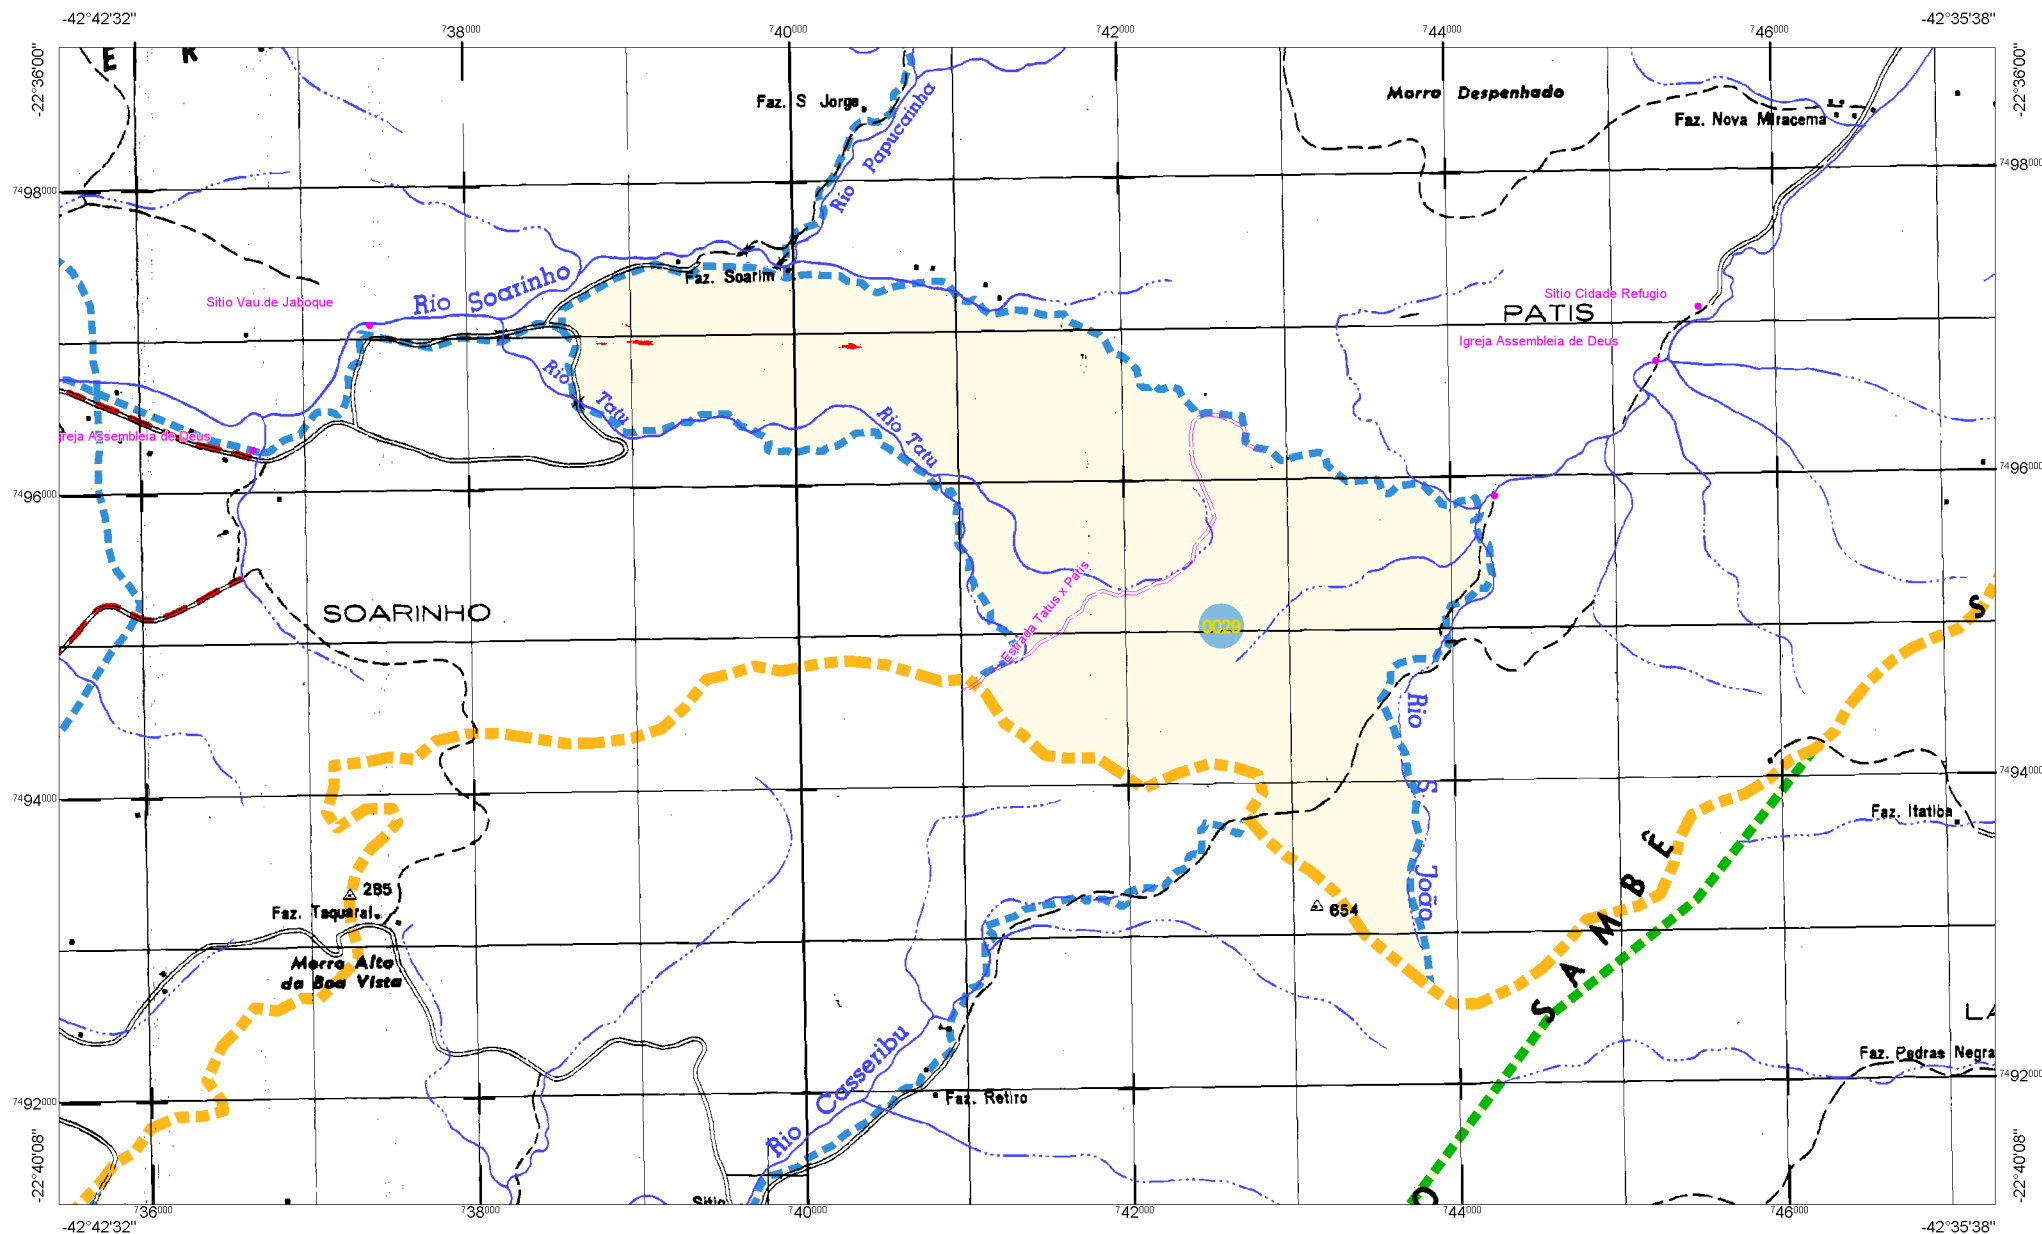 -42°42'32"
-42°35'38"
738000
740000
742000
744000
746000
-22°36'00"
-22°36'00"
E R
Faz. S Jorge
Morro Despenhado
Faz. Nova Miracema
Rio Papucainha
7498000
7498000
Faz. Soarim
Rio Soarinho
Sitio Vau de Jaboque
Sitio Cidade Refugio
PATIS
Igreja Assembleia de Deus
Rio Tatu
Rio Tatu
greja Assembleia de Deus
7496000
7496000
Estrada Tatus x Patis
SOARINHO
0029
S
Rio S. João
7494000
7494000
Faz. Itatiba
SAMBÊ
285
Faz. Taquaral
654
Morro Alto
da Boa Vista
LA
Rio Casseribu
Faz. Pedras Negra
Faz. Retiro
7492000
7492000
-22°40'08"
-22°40'08"
Sitio
O
736000
738000
740000
742000
744000
746000
-42°42'32"
-42°35'38"